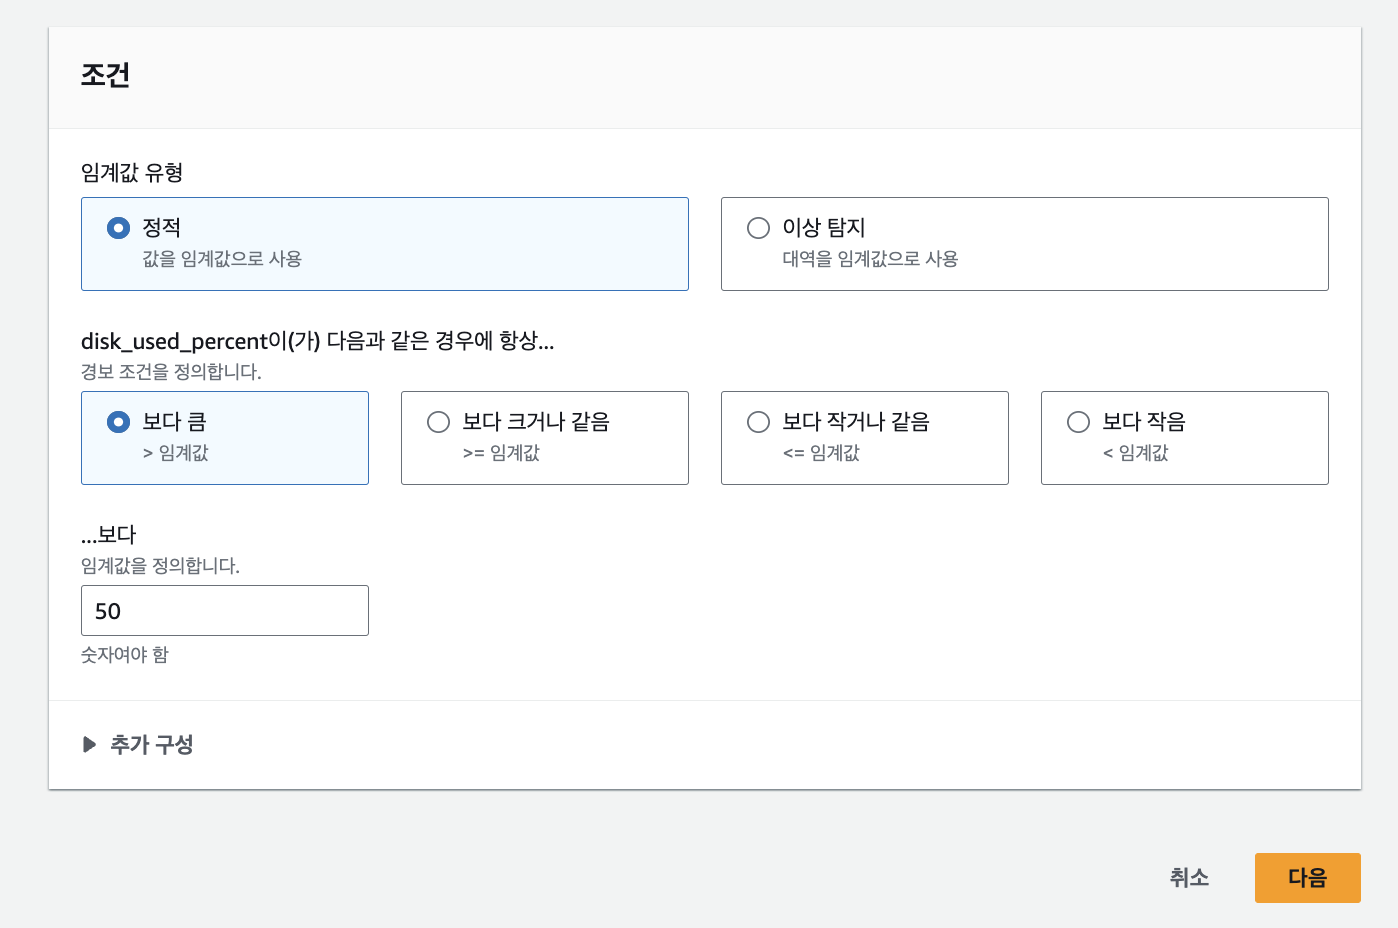 조건
임계값 유형
정적
값을 임계값으로 사용
이상 탐지
대역을 임계값으로 사용
disk_used_percent이(가) 다음과 같은 경우에 항상...
경보 조건을 정의합니다.
보다 큼
> 임계값
보다 크거나 같음
>= 임계값
보다 작거나 같음
<= 임계값
보다 작음
< 임계값
...보다
임계값을 정의합니다.
50
숫자여야 함
추가 구성
취소
다음